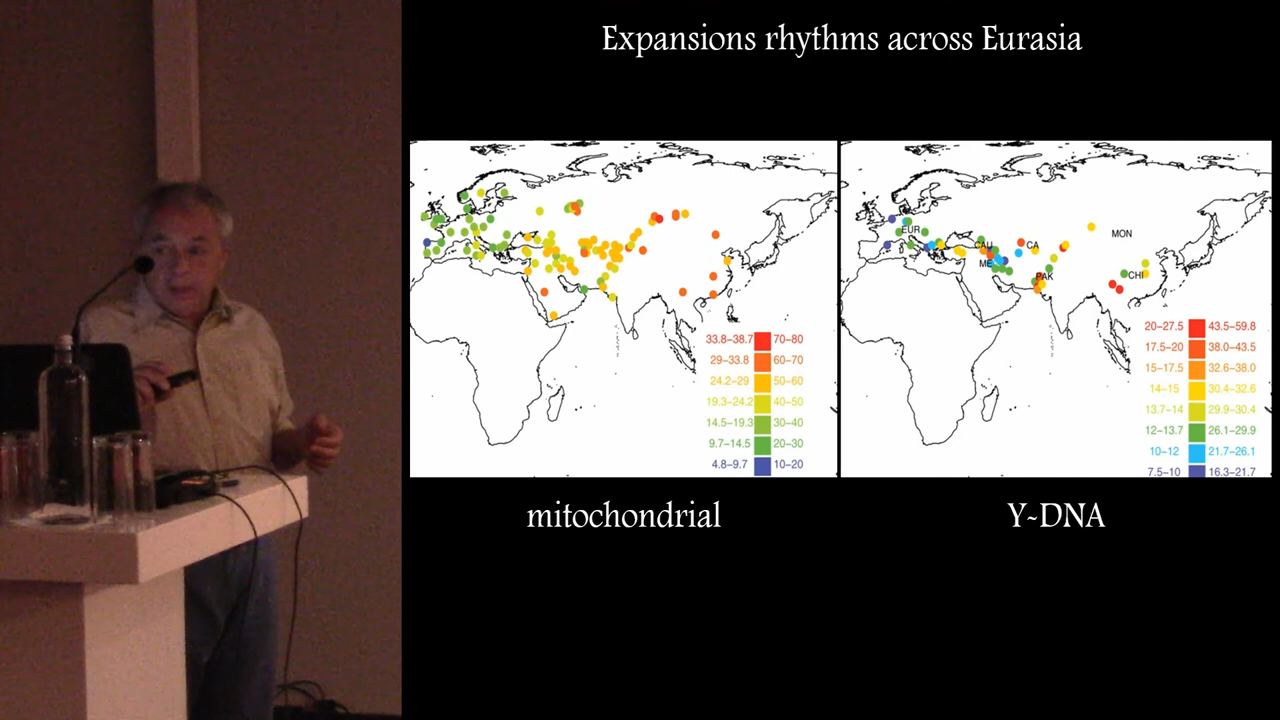 Expansions rhythms across Eurasia
33.8–38.7 70–80
29–33.8 60–70
24.2–29 50–60
19.3–24.2 40–50
14.5–19.3 30–40
9.7–14.5 20–30
4.8–9.7 10–20
EUR
CAU
CA
MON
ME
PAK
CHI
20–27.5 43.5–59.8
17.5–20 38.0–43.5
15–17.5 32.6–38.0
14–15 30.4–32.6
13.7–14 29.9–30.4
12–13.7 26.1–29.9
10–12 21.7–26.1
7.5–10 16.3–21.7
mitochondrial
Y-DNA